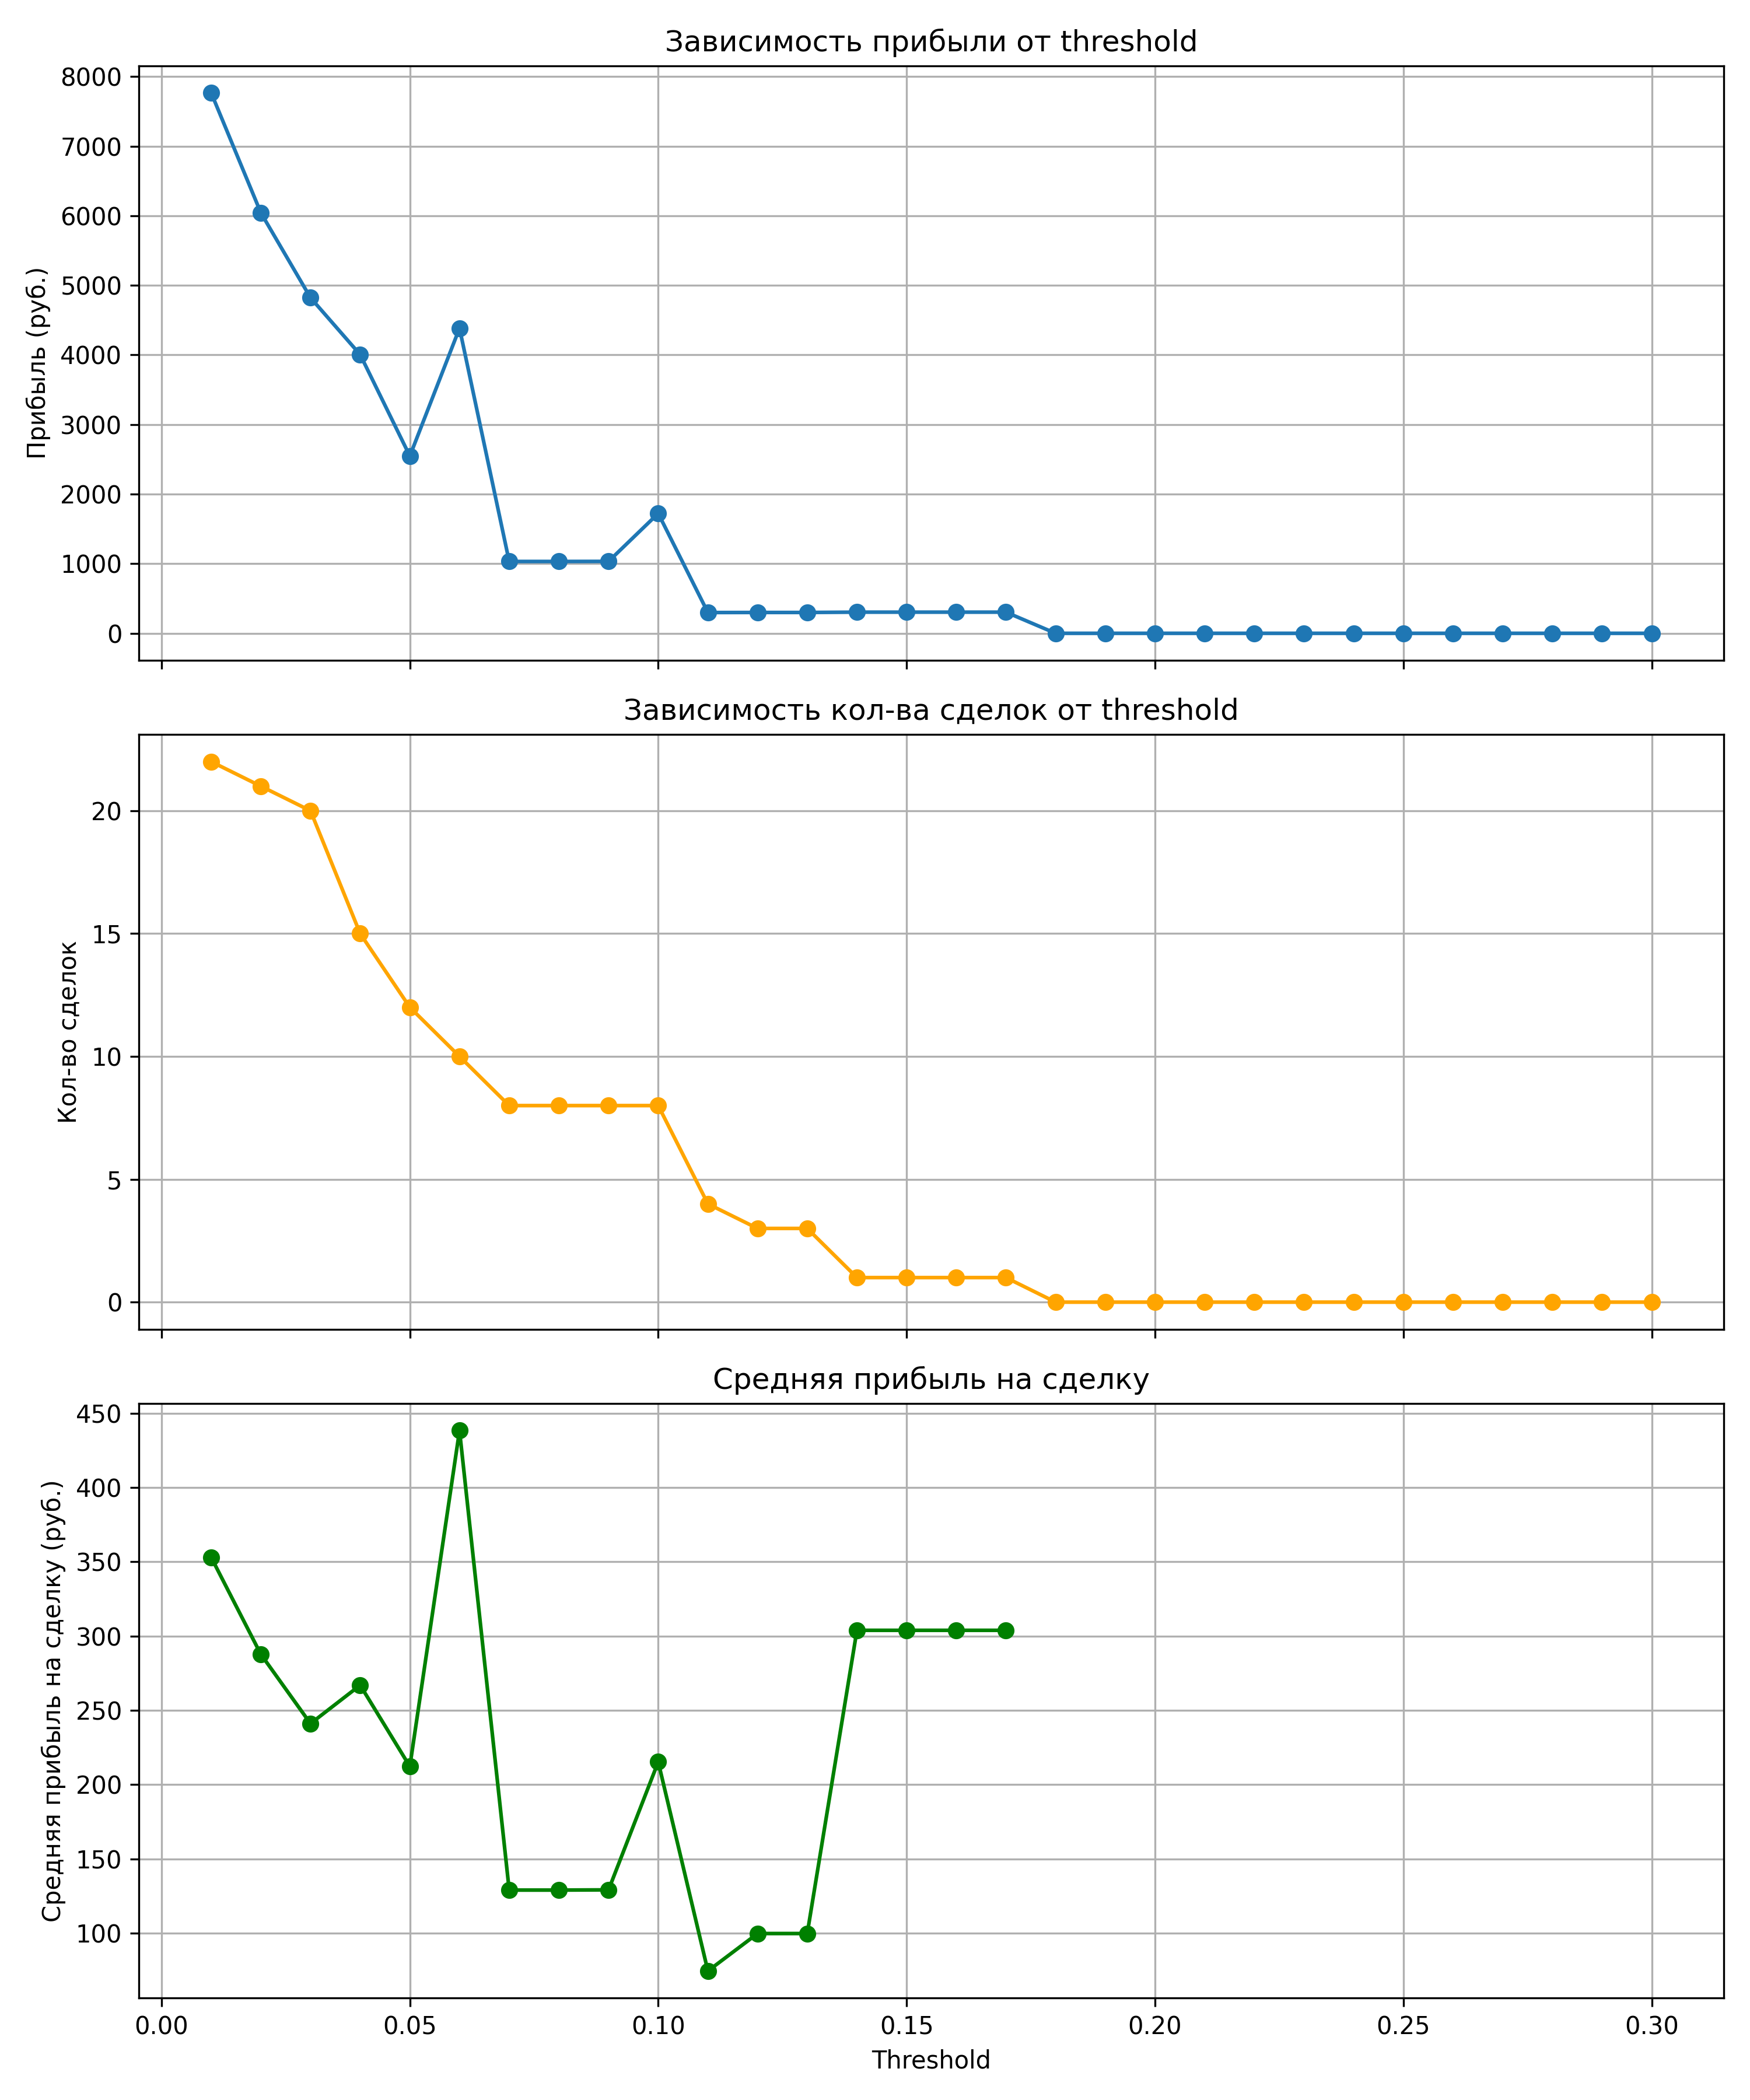 Зависимость прибыли от threshold
8000
7000
6000
5000
4000
3000
2000
1000
0
Прибыль (руб.)
Зависимость кол-ва сделок от threshold
20
15
10
5
0
Кол-во сделок
Средняя прибыль на сделку
450
400
350
300
250
200
150
100
Средняя прибыль на сделку (руб.)
0.00 0.05 0.10 0.15 0.20 0.25 0.30
Threshold